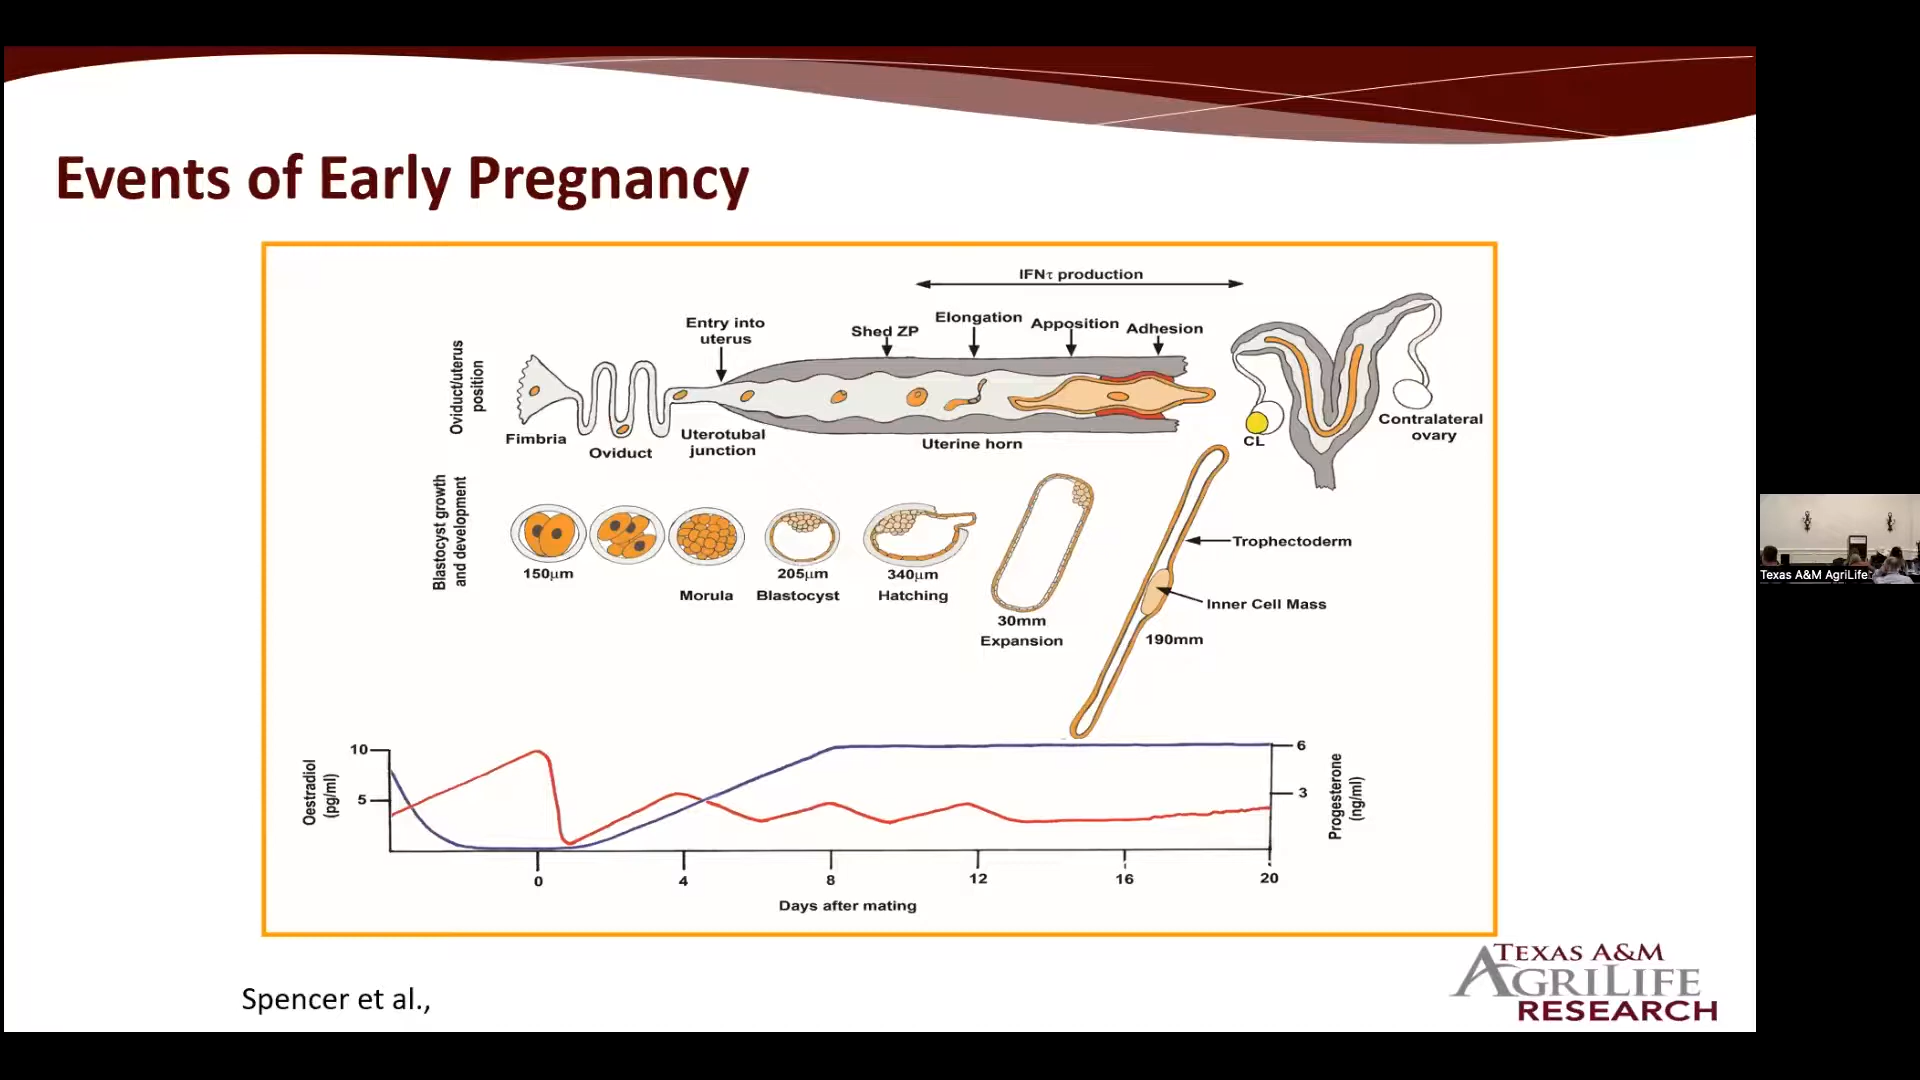 Events of Early Pregnancy
IFNτ production
Entry into
uterus
Shed ZP
Elongation
Apposition
Adhesion
Oviduct/uterus
position
Fimbria
Oviduct
Uterotubal
junction
Uterine horn
CL
Contralateral
ovary
Blastocyst growth
and development
150µm
Morula
205µm
Blastocyst
340µm
Hatching
30mm
Expansion
Trophectoderm
Inner Cell Mass
190mm
Oestradiol
(pg/ml)
10
5
6
3
Progesterone
(ng/ml)
0
4
8
12
16
20
Days after mating
Spencer et al.,
TEXAS A&M
AGRILIFE
RESEARCH
Texas A&M AgriLife